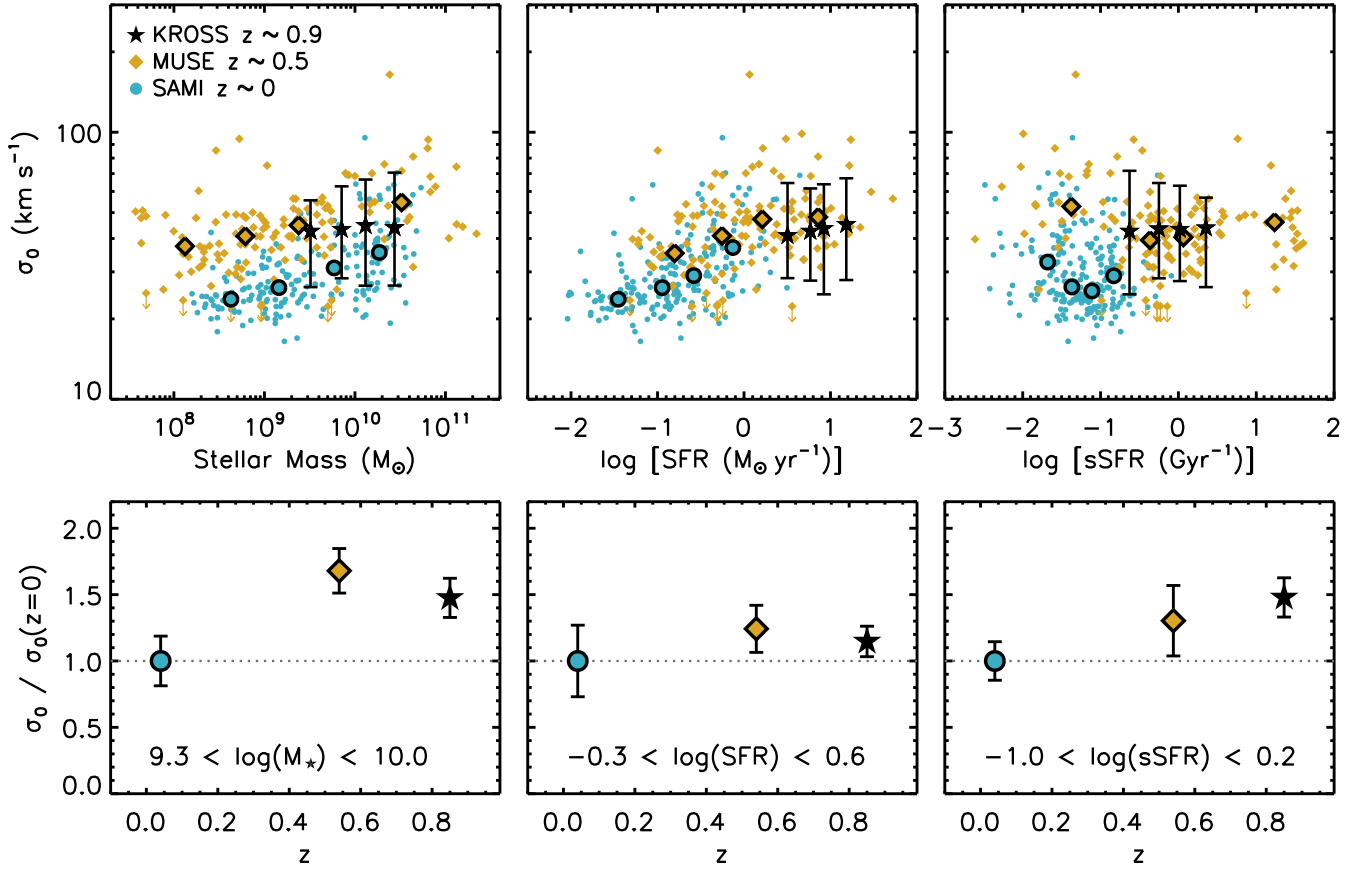 ★ KROSS z ~ 0.9
◆ MUSE z ~ 0.5
● SAMI z ~ 0
σ₀ (km s⁻¹)
100
10
10⁸ 10⁹ 10¹⁰ 10¹¹
Stellar Mass (M⊙)
−2 −1 0 1 2
log [SFR (M⊙ yr⁻¹)]
−3 −2 −1 0 1 2
log [sSFR (Gyr⁻¹)]
σ₀ / σ₀(z=0)
2.0
1.5
1.0
0.5
0.0
9.3 < log(M⋆) < 10.0
−0.3 < log(SFR) < 0.6
−1.0 < log(sSFR) < 0.2
0.0 0.2 0.4 0.6 0.8
z
0.0 0.2 0.4 0.6 0.8
z
0.0 0.2 0.4 0.6 0.8
z